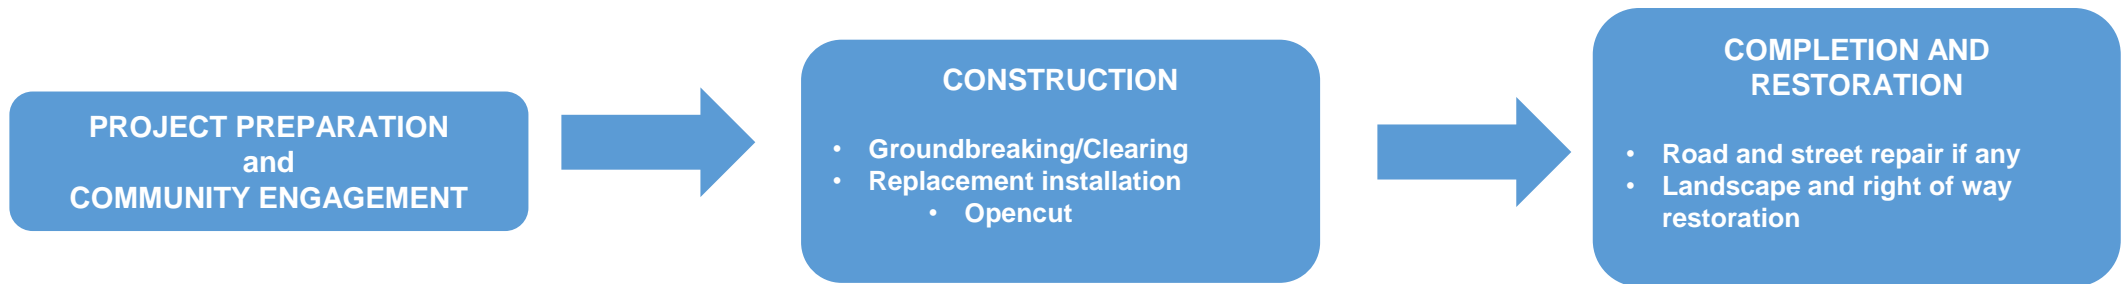 PROJECT PREPARATION
and
COMMUNITY ENGAGEMENT
CONSTRUCTION
• Groundbreaking/Clearing
• Replacement installation
• Opencut
COMPLETION AND
RESTORATION
• Road and street repair if any
• Landscape and right of way
restoration